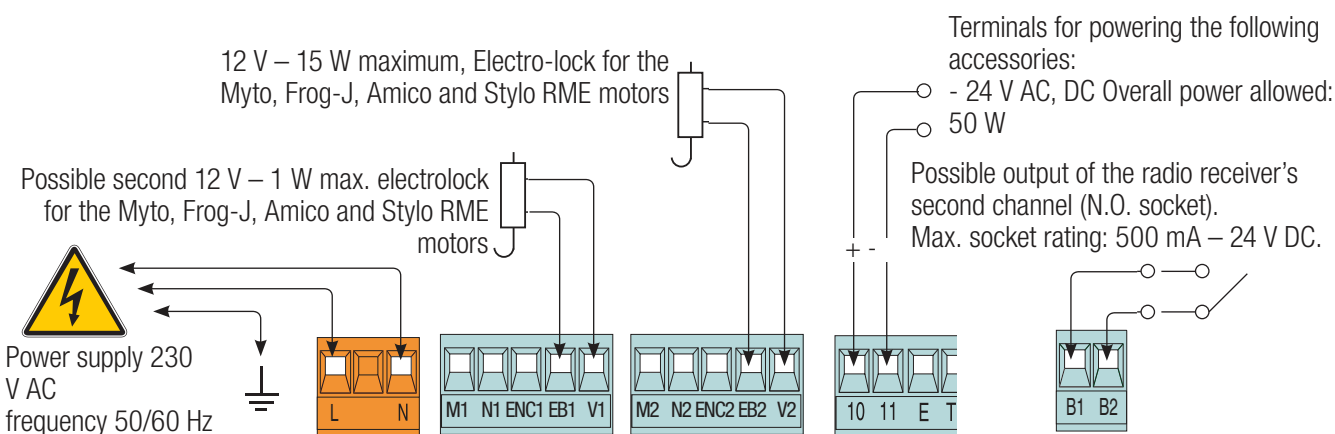 12 V – 15 W maximum, Electro-lock for the
Myto, Frog-J, Amico and Stylo RME motors
Terminals for powering the following
accessories:
- 24 V AC, DC Overall power allowed:
50 W
Possible second 12 V – 1 W max. electrolock
for the Myto, Frog-J, Amico and Stylo RME
motors
Possible output of the radio receiver's
second channel (N.O. socket).
Max. socket rating: 500 mA – 24 V DC.
+ -
Power supply 230
V AC
frequency 50/60 Hz
L N
M1 N1 ENC1 EB1 V1
M2 N2 ENC2 EB2 V2
10 11 E T
B1 B2